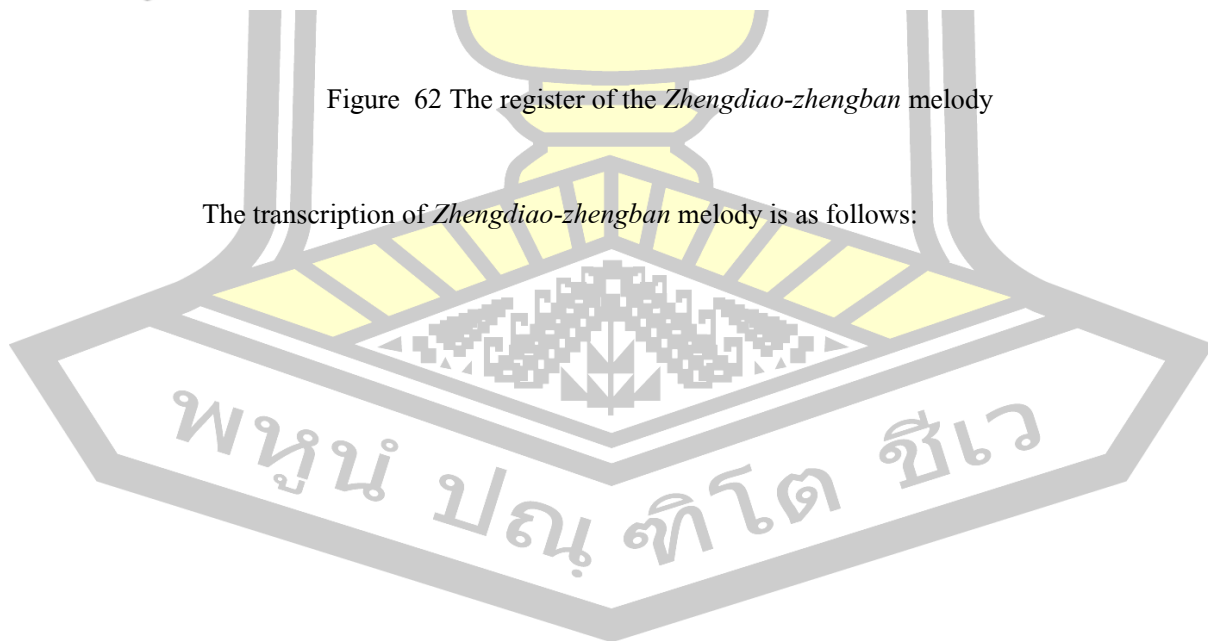 Figure 62 The register of the Zhengdiao-zhengban melody
The transcription of Zhengdiao-zhengban melody is as follows:
พหูนํ ปณฺฑิโต ชีเว